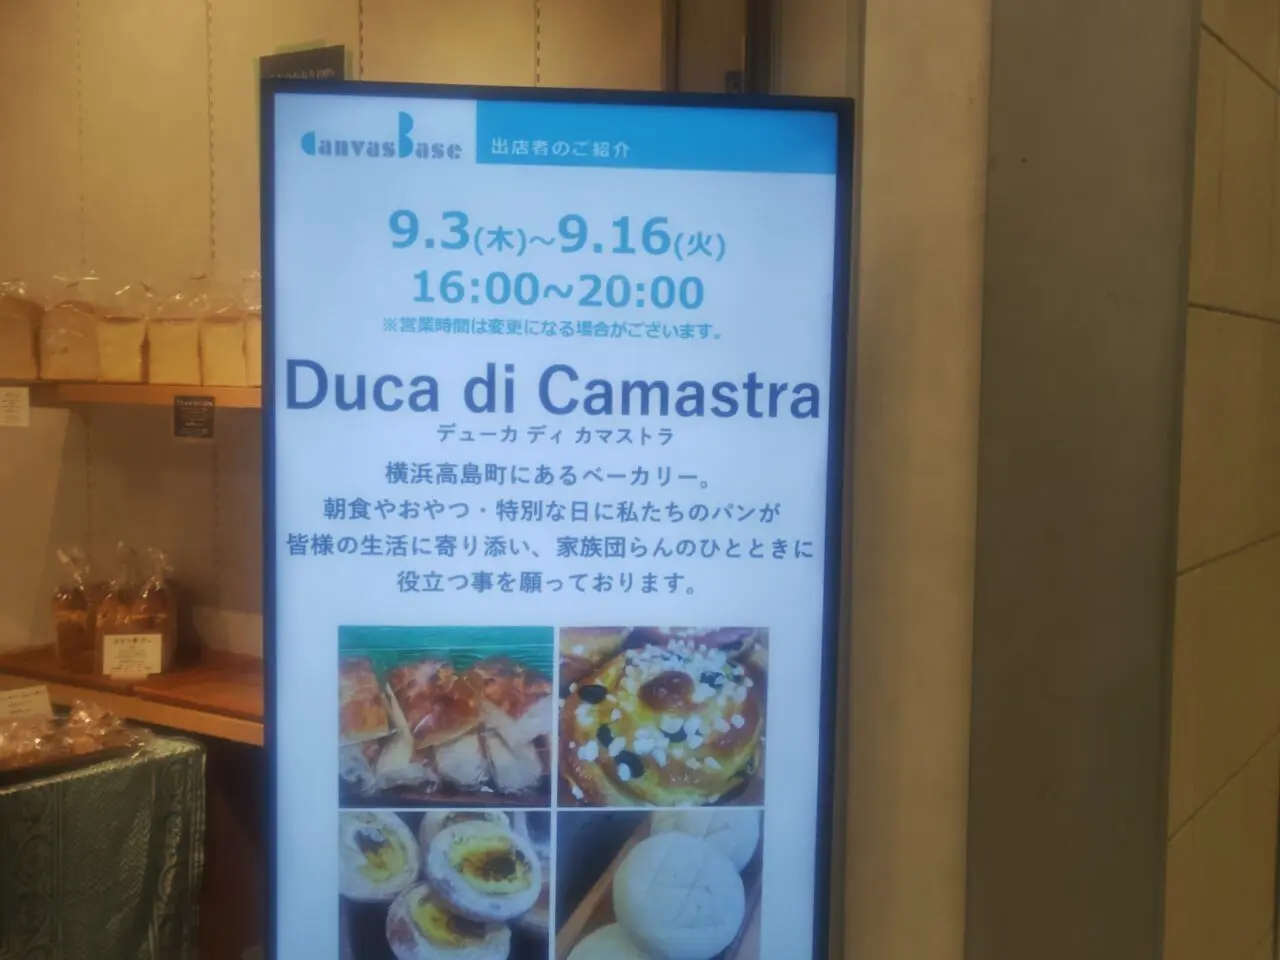 CanvasBase
出店者のご紹介
9.3(木)~9.16(火)
16:00~20:00
※営業時間は変更になる場合がございます。
Duca di Camastra
デューカ ディ カマストラ
横浜高島町にあるベーカリー。
朝食やおやつ・特別な日に私たちのパンが
皆様の生活に寄り添い、家族団らんのひとときに
役立つ事を願っております。